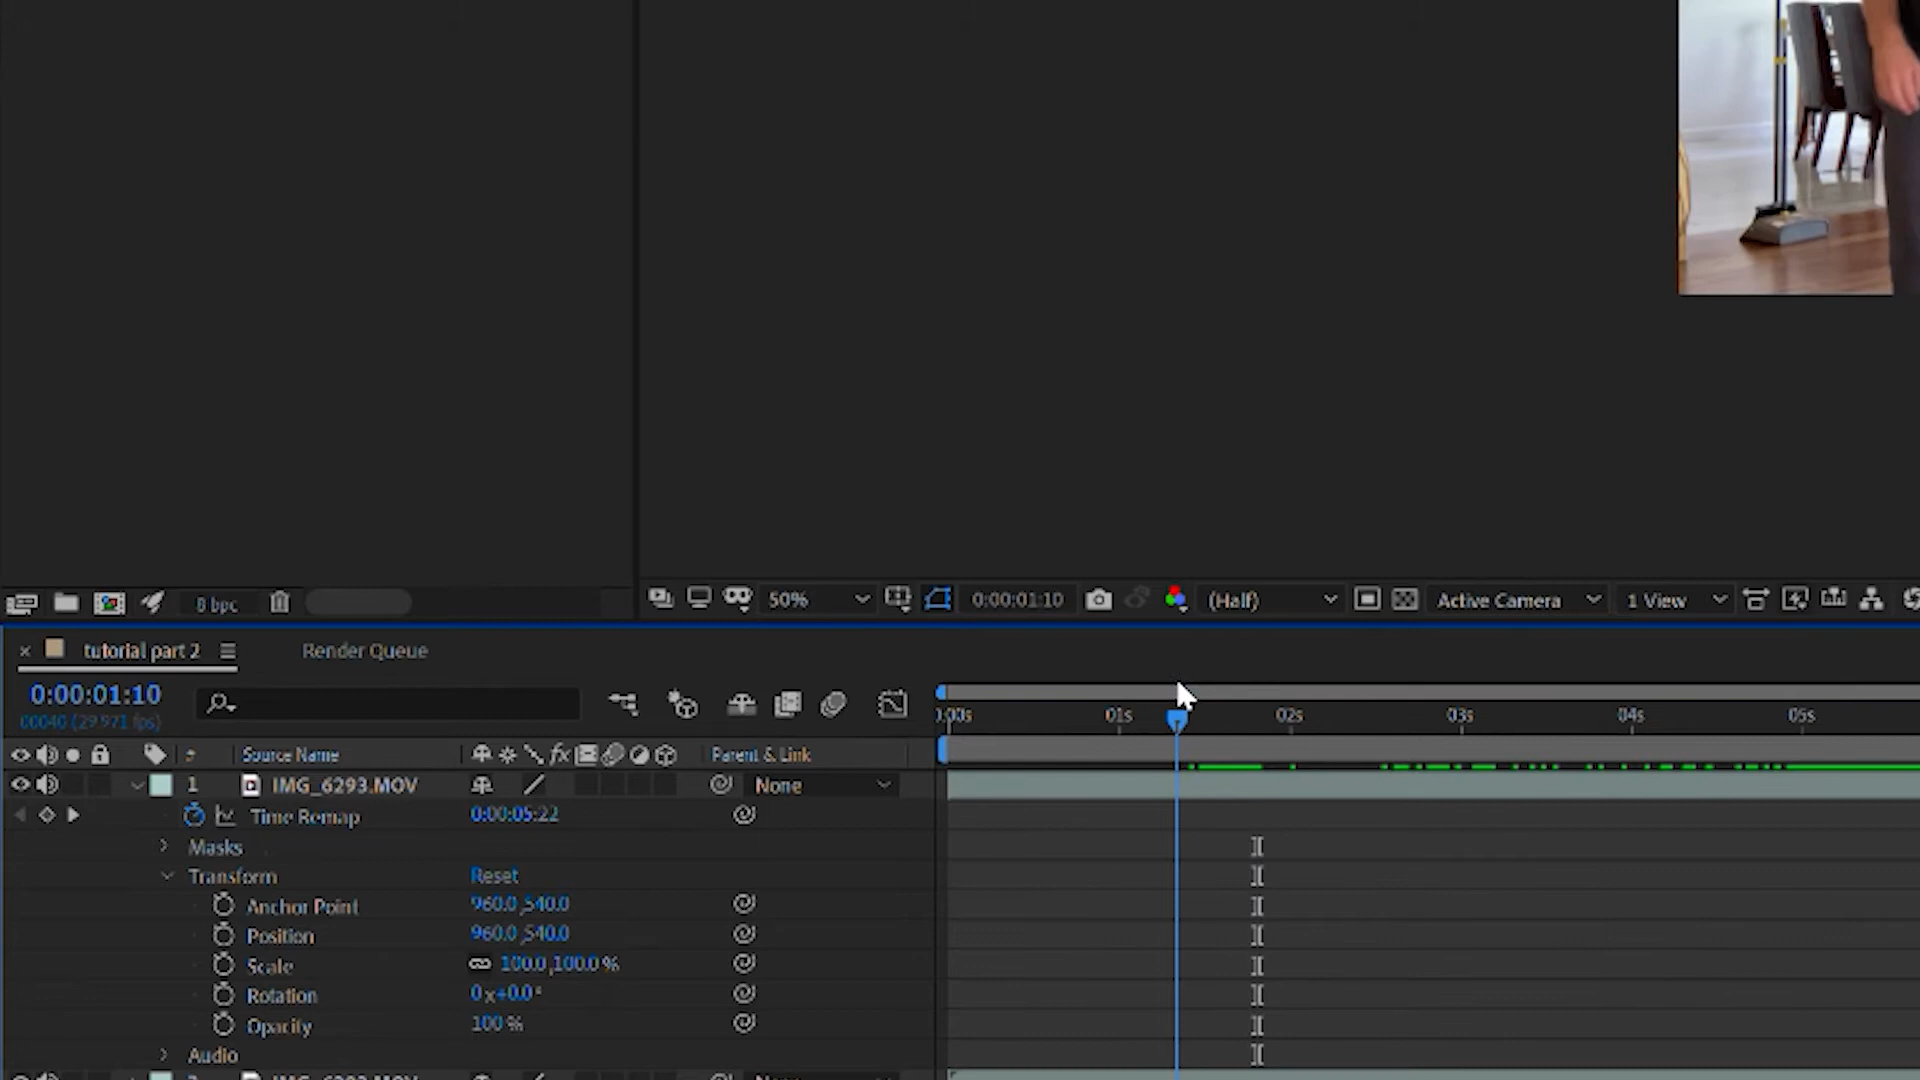 8 bpc
50%
0:00:01:10
(Half)
Active Camera
1 View
tutorial part 2
Render Queue
0:00:01:10
00040 (29.971 fps)
0:00s 01s 02s 03s 04s 05s
Source Name
fx
Parent & Link
1 IMG_6293.MOV None
Time Remap 0:00:05:22
Masks
Transform Reset
Anchor Point 960.0,540.0
Position 960.0,540.0
Scale 100.0,100.0 %
Rotation 0x+0.0°
Opacity 100 %
Audio